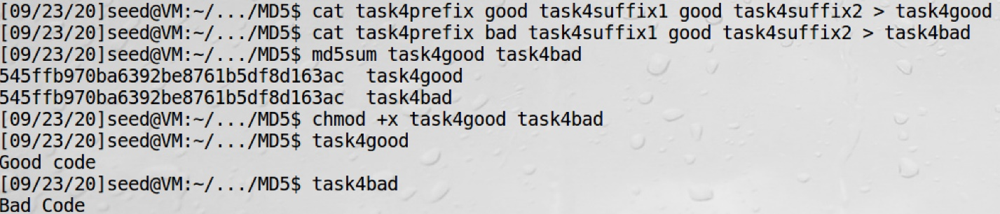 [09/23/20]seed@VM:~/.../MD5$ cat task4prefix good task4suffix1 good task4suffix2 > task4good
[09/23/20]seed@VM:~/.../MD5$ cat task4prefix bad task4suffix1 good task4suffix2 > task4bad
[09/23/20]seed@VM:~/.../MD5$ md5sum task4good task4bad
545ffb970ba6392be8761b5df8d163ac  task4good
545ffb970ba6392be8761b5df8d163ac  task4bad
[09/23/20]seed@VM:~/.../MD5$ chmod +x task4good task4bad
[09/23/20]seed@VM:~/.../MD5$ task4good
Good code
[09/23/20]seed@VM:~/.../MD5$ task4bad
Bad Code